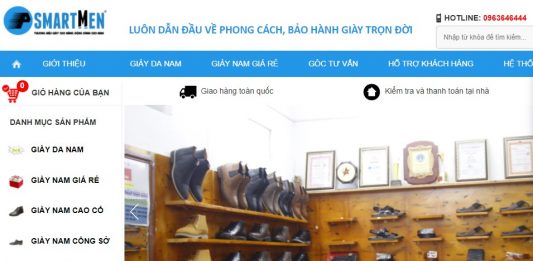 SMARTMEN
LUÔN DẪN ĐẦU VỀ PHONG CÁCH, BẢO HÀNH GIÀY TRỌN ĐỜI
HOTLINE: 0963646444
Nhập từ khóa để tìm kiếm...
GIỚI THIỆU GIÀY DA NAM GIÀY NAM GIÁ RẺ GÓC TƯ VẤN HỖ TRỢ KHÁCH HÀNG HỆ THỐ
0 GIỎ HÀNG CỦA BẠN
Giao hàng toàn quốc
Kiểm tra và thanh toán tại nhà
DANH MỤC SẢN PHẨM
GIÀY DA NAM
GIÀY NAM GIÁ RẺ
GIÀY NAM CAO CỔ
GIÀY NAM CÔNG SỞ